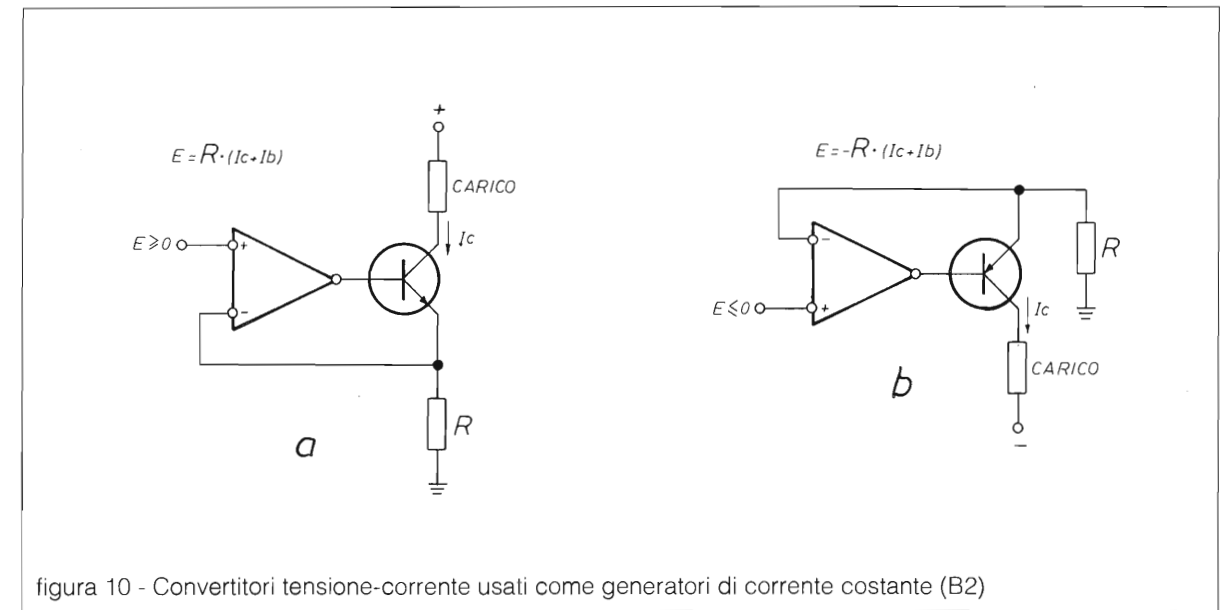 E = R · (Ic+Ib)
+
CARICO
Ic
E ⩾ 0
+
-
R
a
E = -R · (Ic+Ib)
-
R
E ⩽ 0
+
Ic
CARICO
b
-
figura 10 - Convertitori tensione-corrente usati come generatori di corrente costante (B2)